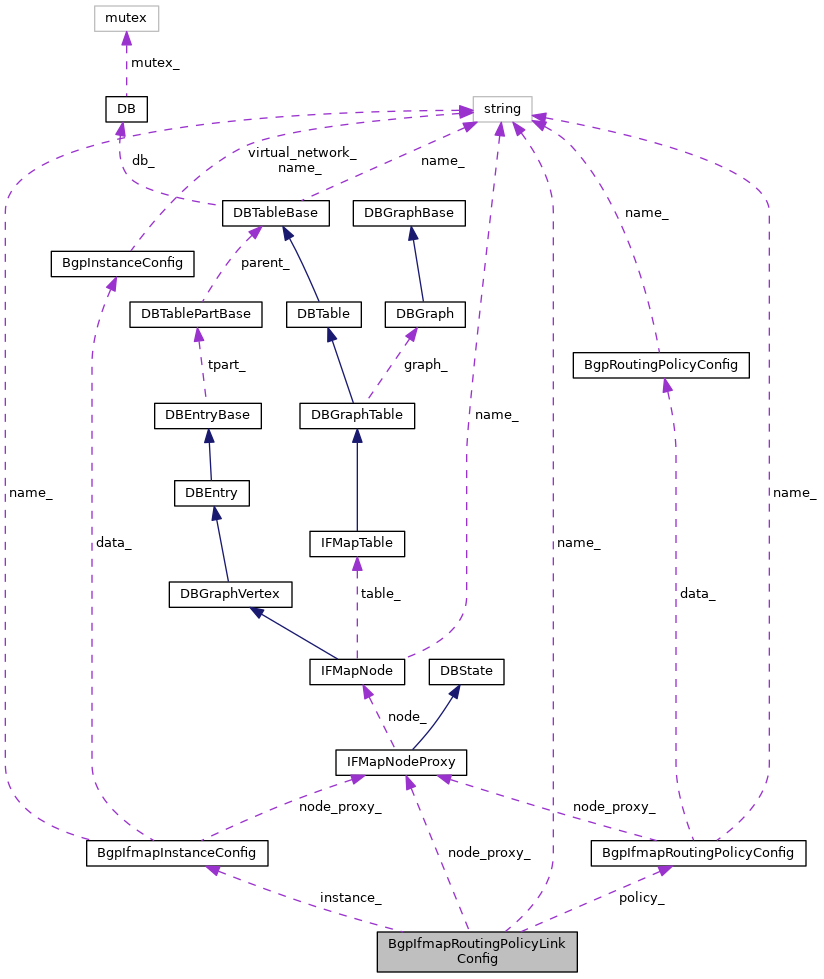 mutex
mutex_
DB
string
virtual_network_
name_
db_
name_
DBTableBase
DBGraphBase
name_
BgpInstanceConfig
parent_
DBTablePartBase
DBTable
DBGraph
BgpRoutingPolicyConfig
tpart_
graph_
DBEntryBase
DBGraphTable
name_
name_
DBEntry
name_
data_
IFMapTable
name_
DBGraphVertex
table_
data_
IFMapNode
DBState
node_
IFMapNodeProxy
node_proxy_
node_proxy_
BgpIfmapInstanceConfig
node_proxy_
BgpIfmapRoutingPolicyConfig
instance_
policy_
BgpIfmapRoutingPolicyLink
Config